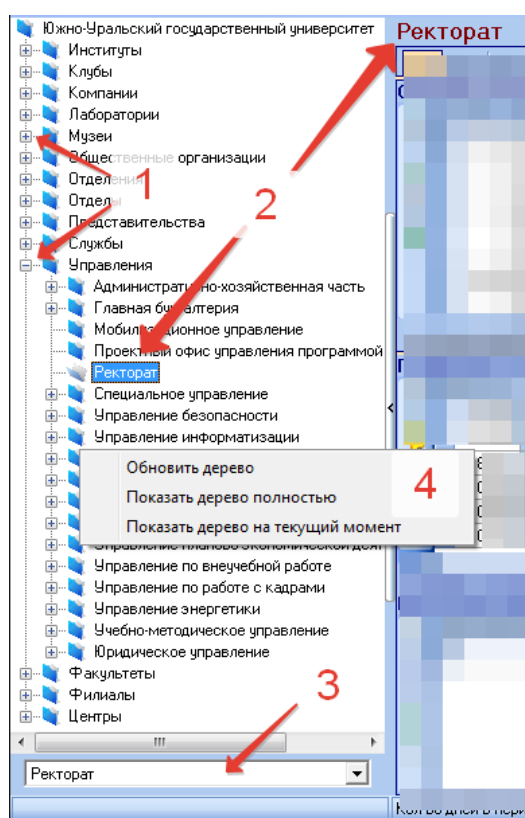 Южно-Уральский государственный университет
Институты
Клубы
Компании
Лаборатории
Музеи
Общественные организации
Отделения
Отделы
Представительства
Службы
Управления
Административно-хозяйственная часть
Главная бухгалтерия
Мобилизационное управление
Проектный офис управления программой
Ректорат
Специальное управление
Управление безопасности
Управление информатизации
Обновить дерево
Показать дерево полностью
Показать дерево на текущий момент
Управление по внеучебной работе
Управление по работе с кадрами
Управление энергетики
Учебно-методическое управление
Юридическое управление
Факультеты
Филиалы
Центры
Ректорат
Ректорат
1
2
3
4